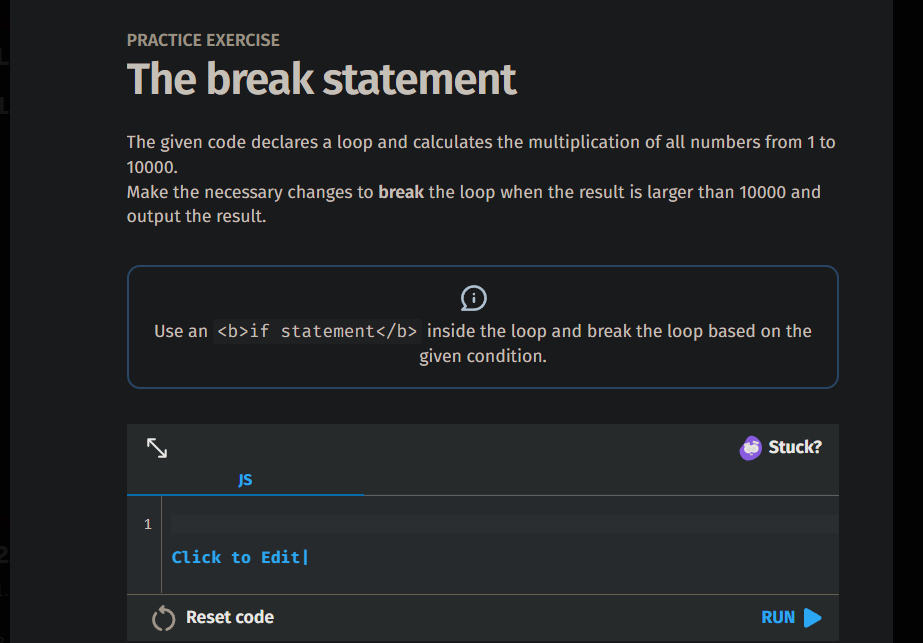 PRACTICE EXERCISE
The break statement
The given code declares a loop and calculates the multiplication of all numbers from 1 to
10000.
Make the necessary changes to break the loop when the result is larger than 10000 and
output the result.
Use an <b>if statement</b> inside the loop and break the loop based on the
given condition.
Stuck?
JS
1
Click to Edit|
Reset code
RUN